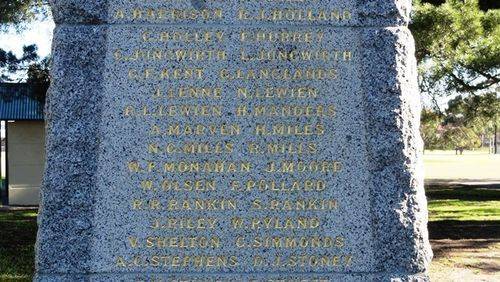 A.HARRISON R.J.HOLLAND
C.HOLLEY F.HURREY
C.JUNGWIRTH L.JUNGWIRTH
C.F.KENT C.LANGLANDS
J.LENNE N.LEWIEN
R.L.LEWIEN H.MANDERS
A.MARVEN H.MILES
N.G.MILLS R.MILLS
W.F.MONAHAN J.MOORE
W.OLSEN F.POLLARD
R.R.RANKIN S.RANKIN
J.RILEY W.RYLAND
V.SHELTON G.SIMMONDS
A.C.STEPHENS D.J.STONEY